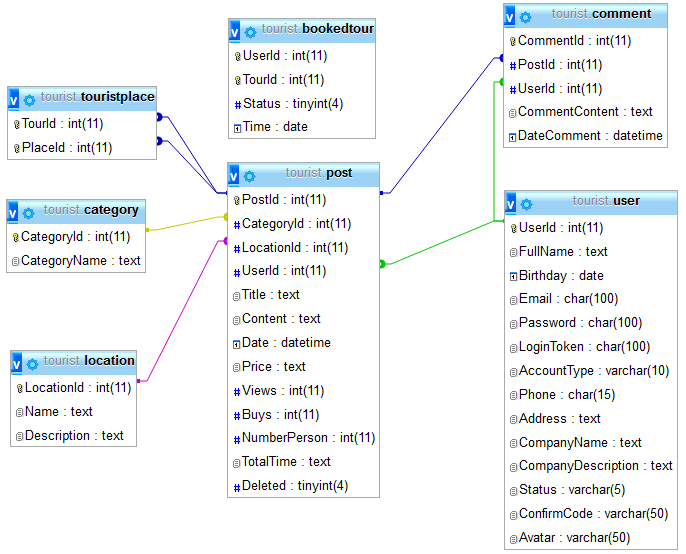 tourist bookedtour
UserId : int(11)
TourId : int(11)
Status : tinyint(4)
Time : date
tourist comment
CommentId : int(11)
PostId : int(11)
UserId : int(11)
CommentContent : text
DateComment : datetime
tourist touristplace
TourId : int(11)
PlaceId : int(11)
tourist post
PostId : int(11)
CategoryId : int(11)
LocationId : int(11)
UserId : int(11)
Title : text
Content : text
Date : datetime
Price : text
Views : int(11)
Buys : int(11)
NumberPerson : int(11)
TotalTime : text
Deleted : tinyint(4)
tourist category
CategoryId : int(11)
CategoryName : text
tourist user
UserId : int(11)
FullName : text
Birthday : date
Email : char(100)
Password : char(100)
LoginToken : char(100)
AccountType : varchar(10)
Phone : char(15)
Address : text
CompanyName : text
CompanyDescription : text
Status : varchar(5)
ConfirmCode : varchar(50)
Avatar : varchar(50)
tourist location
LocationId : int(11)
Name : text
Description : text